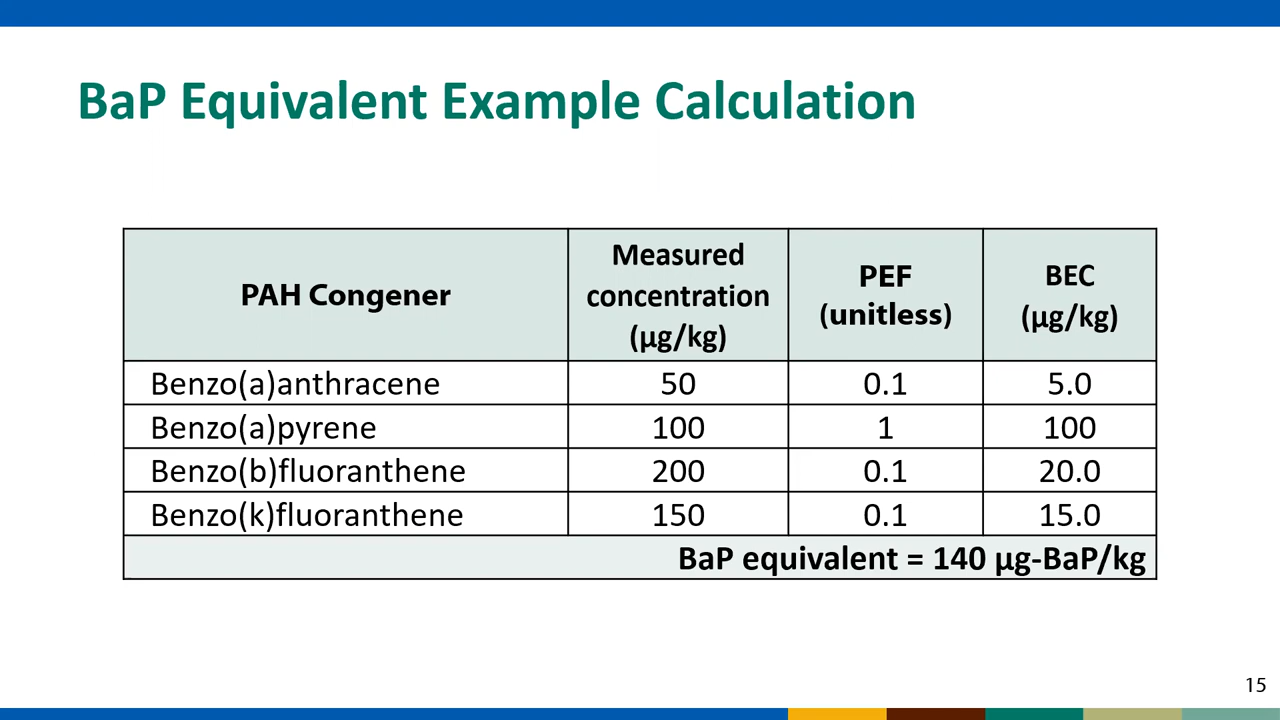 BaP Equivalent Example Calculation
PAH Congener
Measured
concentration
(µg/kg)
PEF
(unitless)
BEC
(µg/kg)
Benzo(a)anthracene 50 0.1 5.0
Benzo(a)pyrene 100 1 100
Benzo(b)fluoranthene 200 0.1 20.0
Benzo(k)fluoranthene 150 0.1 15.0
BaP equivalent = 140 µg-BaP/kg
15